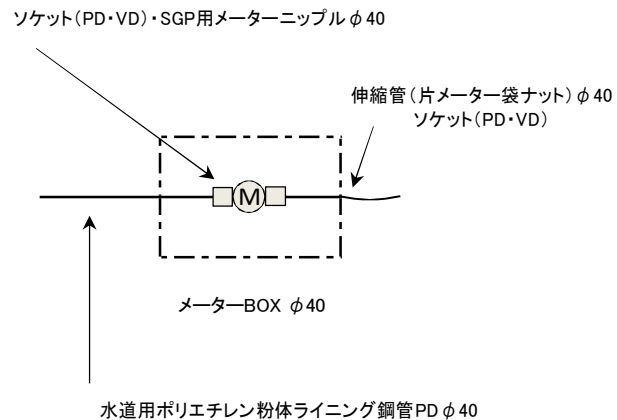 ソケット(PD・VD)・SGP用メーターニップルφ40
伸縮管(片メーター袋ナット)φ40
ソケット(PD・VD)
M
メーターBOX φ40
水道用ポリエチレン粉体ライニング鋼管PDφ40